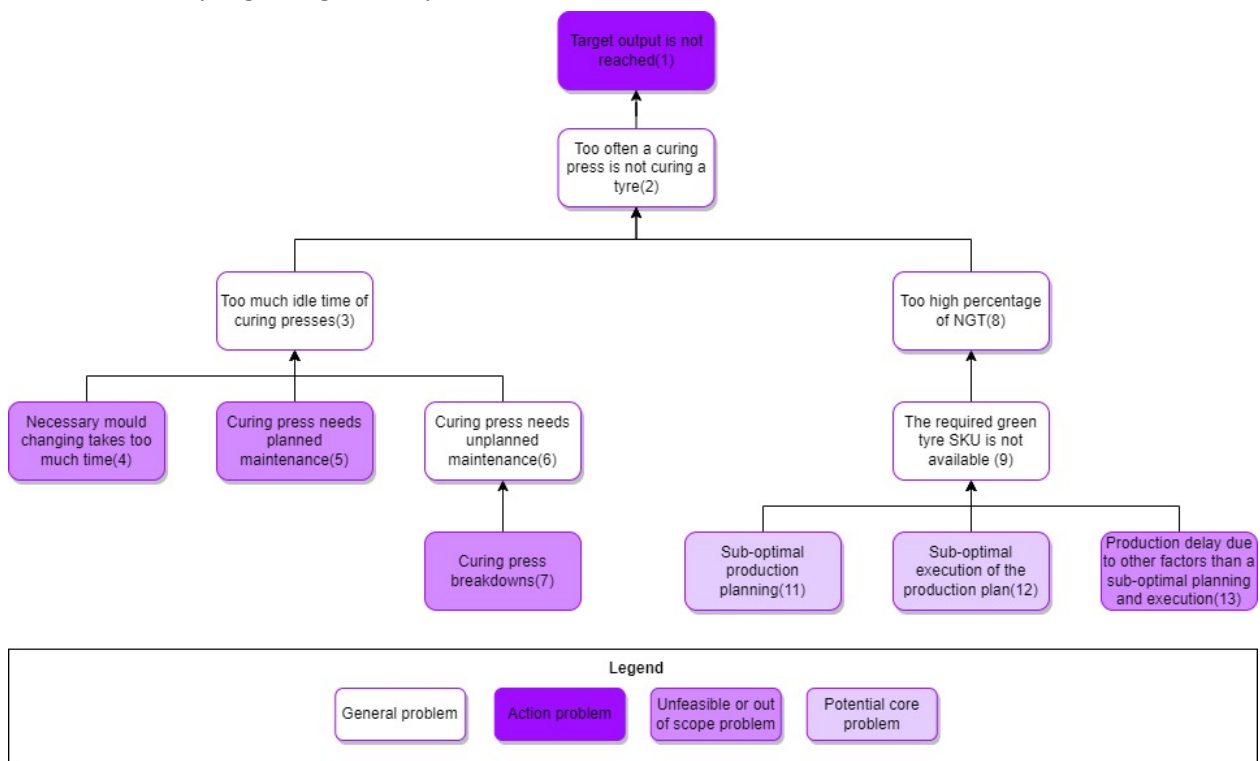 Target output is not
reached(1)
Too often a curing
press is not curing a
tyre(2)
Too much idle time of
curing presses(3)
Too high percentage
of NGT(8)
Necessary mould
changing takes too
much time(4)
Curing press needs
planned
maintenance(5)
Curing press needs
unplanned
maintenance(6)
The required green
tyre SKU is not
available (9)
Curing press
breakdowns(7)
Sub-optimal
production
planning(11)
Sub-optimal
execution of the
production plan(12)
Production delay due
to other factors than a
sub-optimal planning
and execution(13)
Legend
General problem
Action problem
Unfeasible or out
of scope problem
Potential core
problem